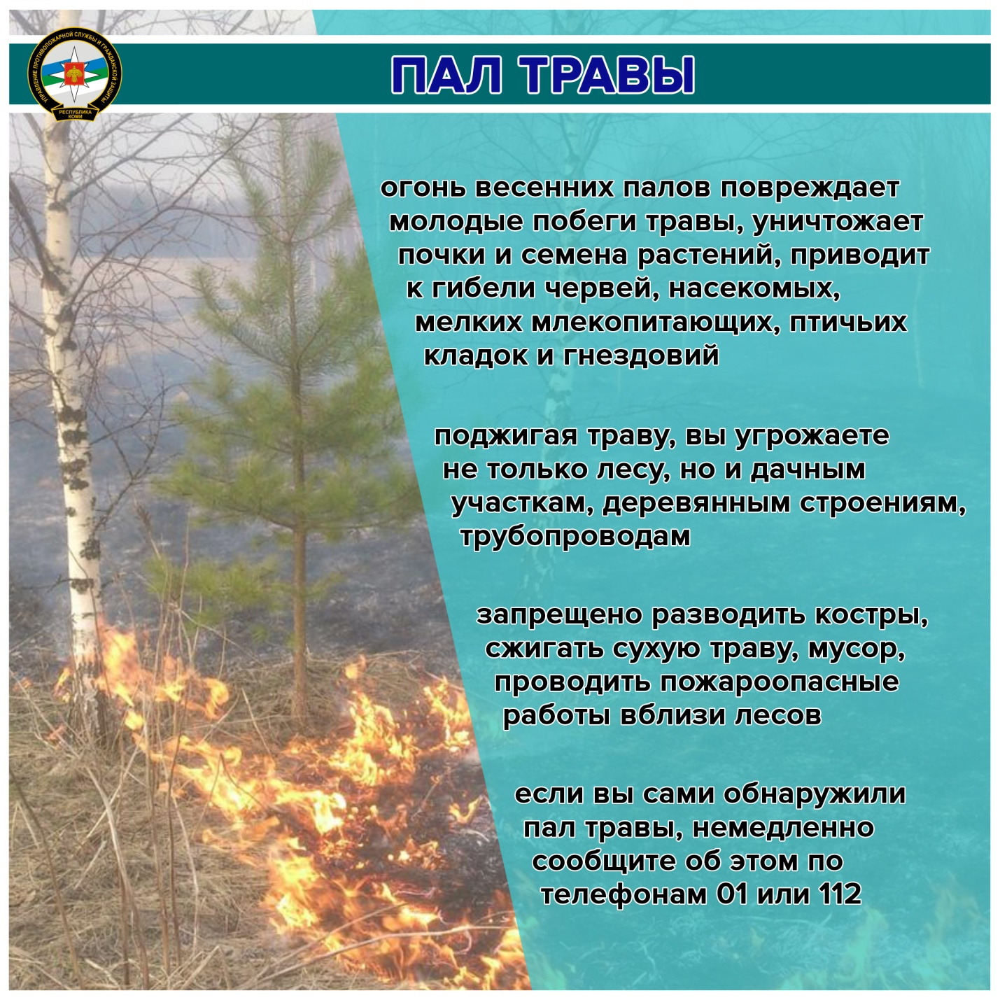 УПРАВЛЕНИЕ ПРОТИВОПОЖАРНОЙ СЛУЖБЫ И ГРАЖДАНСКОЙ ЗАЩИТЫ
РЕСПУБЛИКА
КОМИ
ПАЛ ТРАВЫ
огонь весенних палов повреждает
молодые побеги травы, уничтожает
почки и семена растений, приводит
к гибели червей, насекомых,
мелких млекопитающих, птичьих
кладок и гнездовий
поджигая траву, вы угрожаете
не только лесу, но и дачным
участкам, деревянным строениям,
трубопроводам
запрещено разводить костры,
сжигать сухую траву, мусор,
проводить пожароопасные
работы вблизи лесов
если вы сами обнаружили
пал травы, немедленно
сообщите об этом по
телефонам 01 или 112